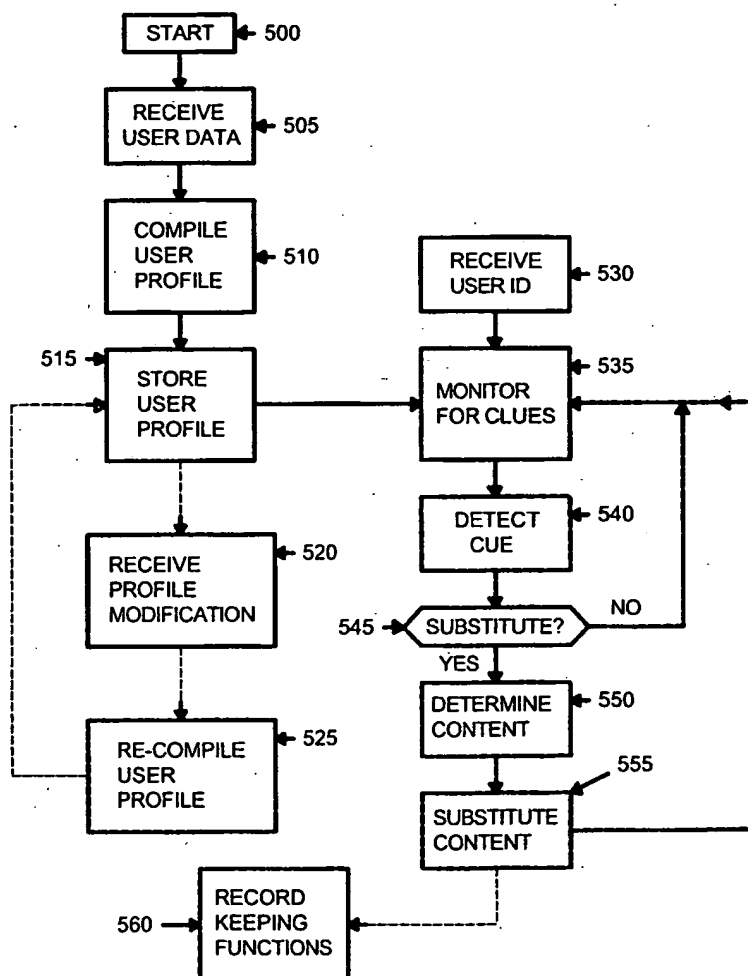 START
500
RECEIVE
USER DATA
505
COMPILE
USER
PROFILE
510
515
STORE
USER
PROFILE
RECEIVE
PROFILE
MODIFICATION
520
RE-COMPILE
USER
PROFILE
525
RECEIVE
USER ID
530
MONITOR
FOR CLUES
535
DETECT
CUE
540
545
SUBSTITUTE?
NO
YES
DETERMINE
CONTENT
550
SUBSTITUTE
CONTENT
555
560
RECORD
KEEPING
FUNCTIONS